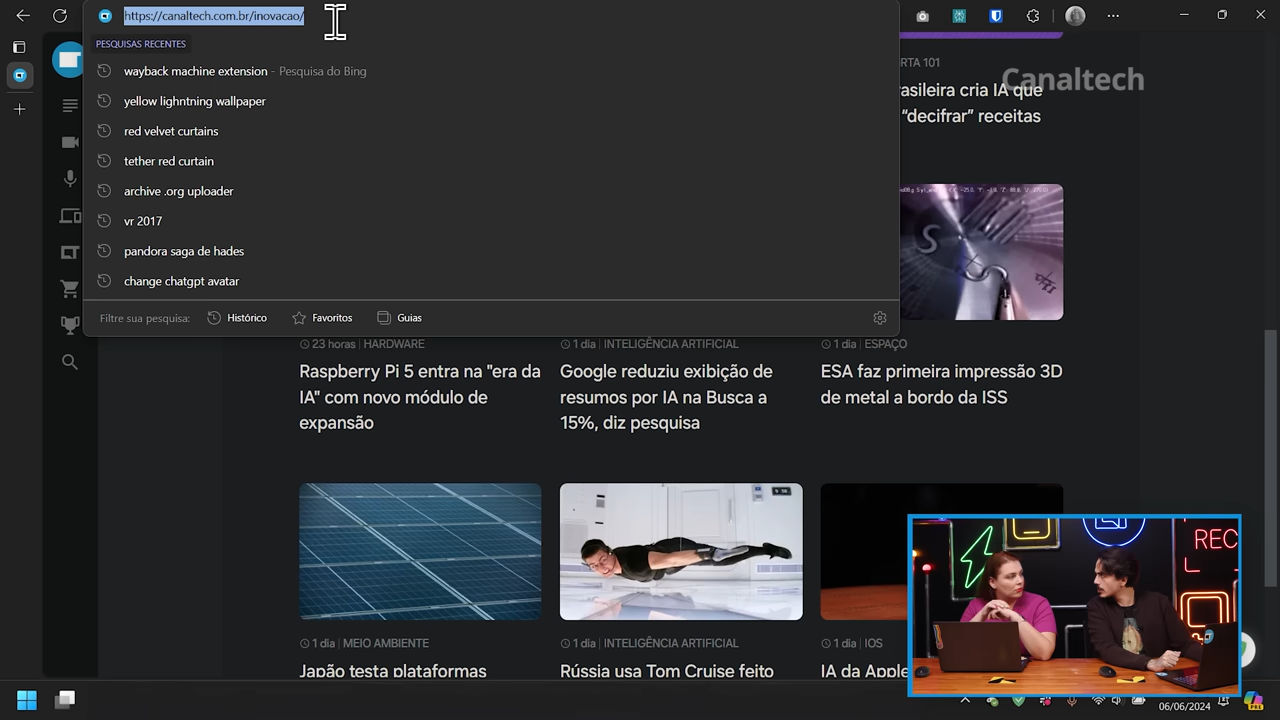 https://canaltech.com.br/inovacao/
PESQUISAS RECENTES
wayback machine extension - Pesquisa do Bing
yellow lighntning wallpaper
red velvet curtains
tether red curtain
archive .org uploader
vr 2017
pandora saga de hades
change chatgpt avatar
Filtre sua pesquisa: Histórico Favoritos Guias
RTA 101
Canaltech
asileira cria IA que
"decifrar" receitas
23 horas | HARDWARE
Raspberry Pi 5 entra na "era da
IA" com novo módulo de
expansão
1 dia | INTELIGÊNCIA ARTIFICIAL
Google reduziu exibição de
resumos por IA na Busca a
15%, diz pesquisa
1 dia | ESPAÇO
ESA faz primeira impressão 3D
de metal a bordo da ISS
1 dia | MEIO AMBIENTE
Japão testa plataformas
1 dia | INTELIGÊNCIA ARTIFICIAL
Rússia usa Tom Cruise feito
1 dia | IOS
IA da Apple
REC
06/06/2024